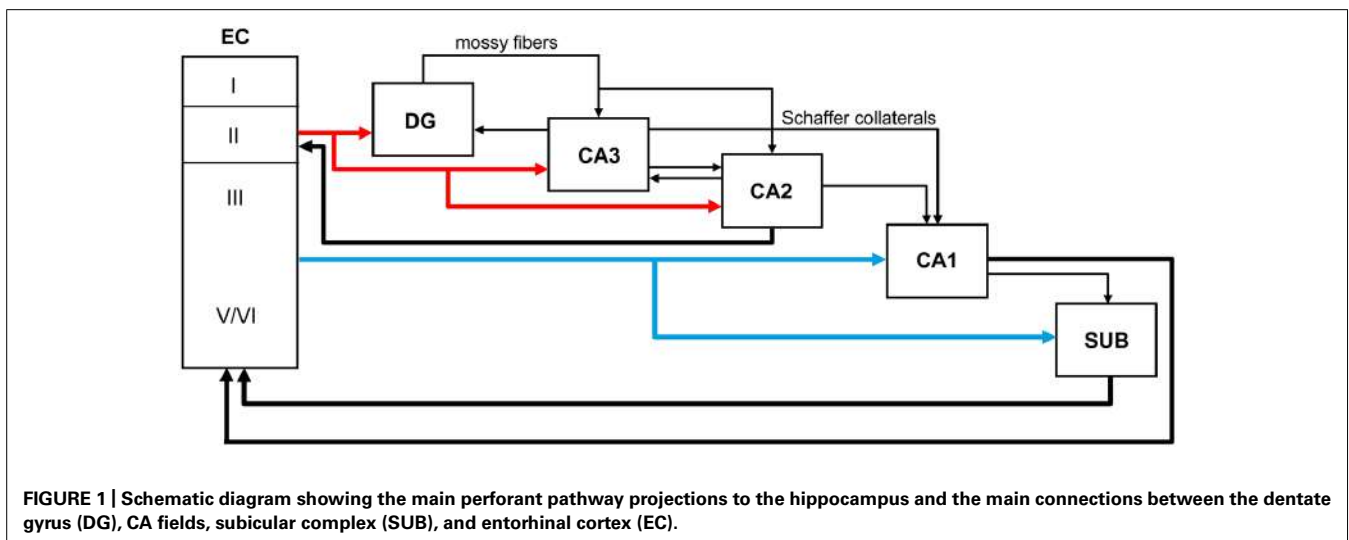 EC
mossy fibers
I
DG
II
Schaffer collaterals
CA3
CA2
III
CA1
V/VI
SUB
FIGURE 1 | Schematic diagram showing the main perforant pathway projections to the hippocampus and the main connections between the dentate
gyrus (DG), CA fields, subicular complex (SUB), and entorhinal cortex (EC).